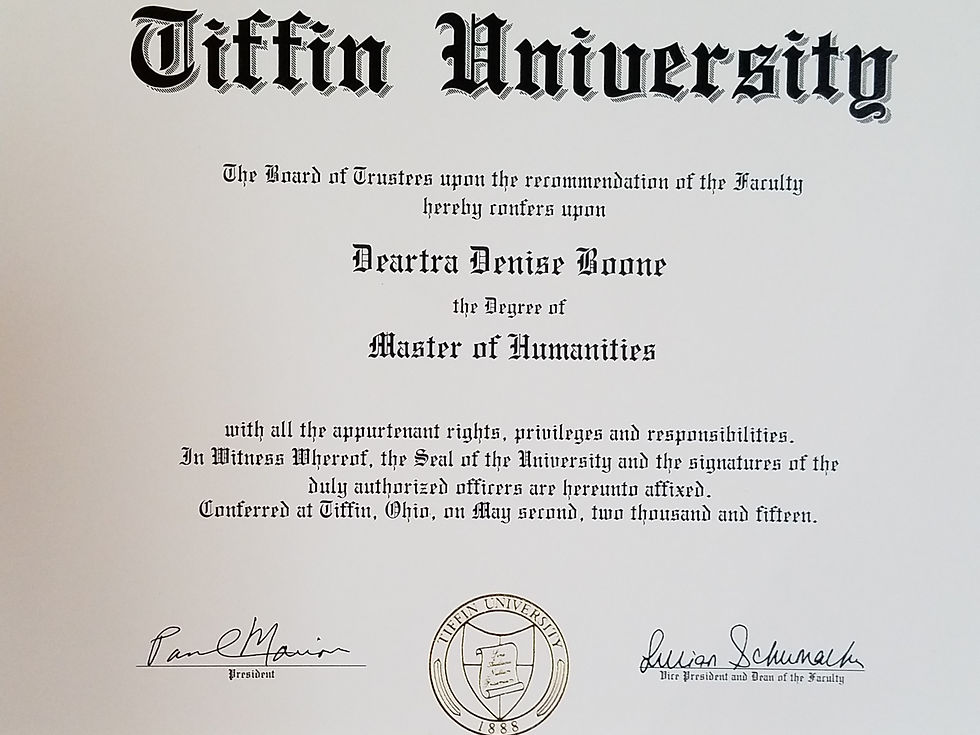 Tiffin University
The Board of Trustees upon the recommendation of the Faculty
hereby confers upon
Deartra Denise Boone
the Degree of
Master of Humanities
with all the appurtenant rights, privileges and responsibilities.
In Witness Whereof, the Seal of the University and the signatures of the
duly authorized officers are hereunto affixed.
Conferred at Tiffin, Ohio, on May second, two thousand and fifteen.
Paul Marion
President
TIFFIN UNIVERSITY
1888
Lillian Schumacher
Vice President and Dean of the Faculty